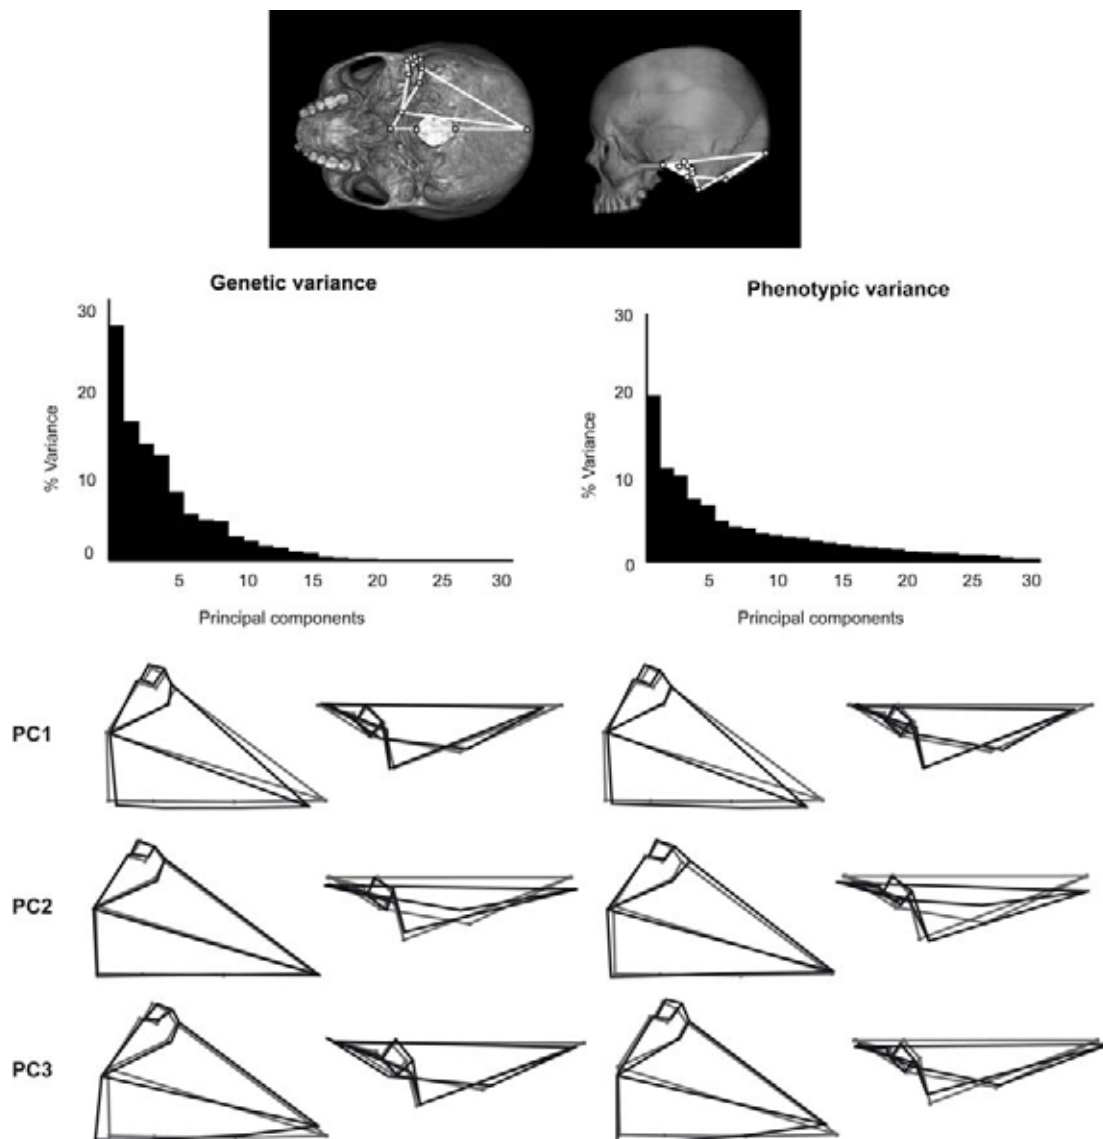 Genetic variance
Phenotypic variance
30
20
10
0
% Variance
5 10 15 20 25 30
Principal components
30
20
10
0
% Variance
5 10 15 20 25 30
Principal components
PC1
PC2
PC3